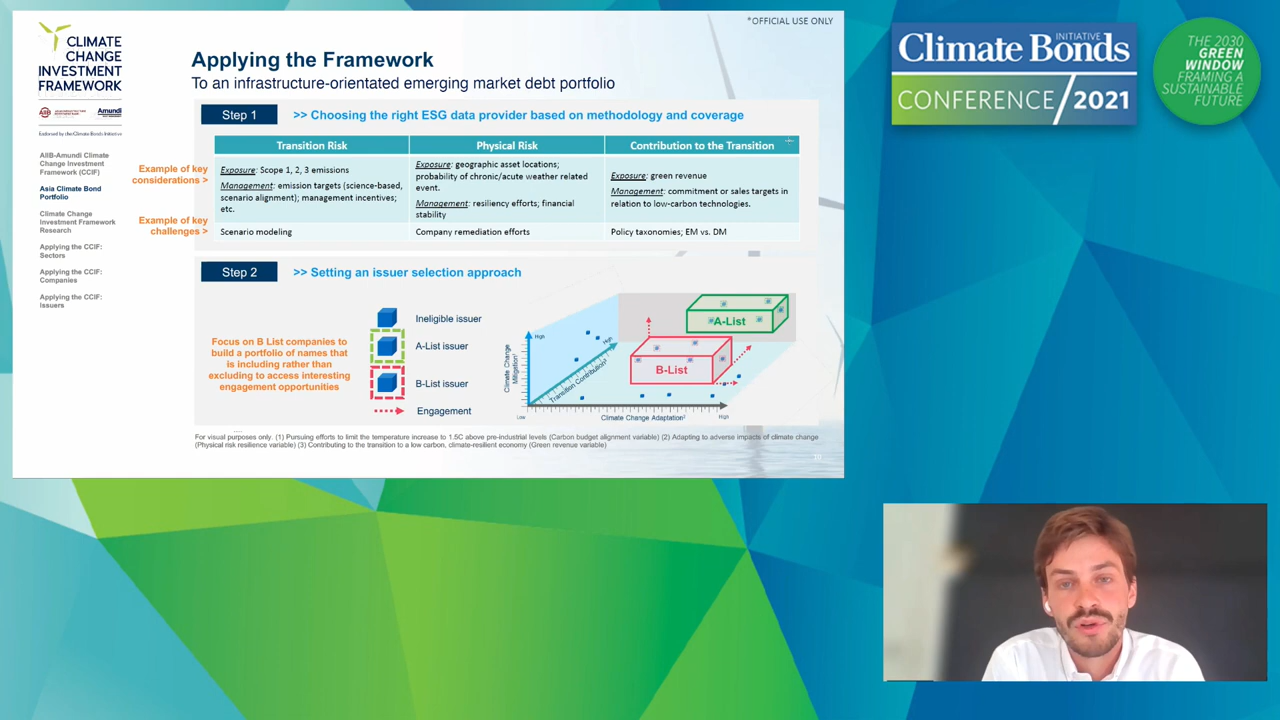 *OFFICIAL USE ONLY
CLIMATE
CHANGE
INVESTMENT
FRAMEWORK
AIIB
Amundi
Endorsed by the Climate Bonds Initiative
AIIB-Amundi Climate
Change Investment
Framework (CCIF)
Asia Climate Bond
Portfolio
Climate Change
Investment Framework
Research
Applying the CCIF:
Sectors
Applying the CCIF:
Companies
Applying the CCIF:
Issuers
Applying the Framework
To an infrastructure-orientated emerging market debt portfolio
Step 1
>> Choosing the right ESG data provider based on methodology and coverage
Example of key
considerations >
Example of key
challenges >
Transition Risk
Physical Risk
Contribution to the Transition
Exposure: Scope 1, 2, 3 emissions
Management: emission targets (science-based,
scenario alignment); management incentives;
etc.
Exposure: geographic asset locations;
probability of chronic/acute weather related
event.
Management: resiliency efforts; financial
stability
Exposure: green revenue
Management: commitment or sales targets in
relation to low-carbon technologies.
Scenario modeling
Company remediation efforts
Policy taxonomies; EM vs. DM
Step 2
>> Setting an issuer selection approach
Focus on B List companies to
build a portfolio of names that
is including rather than
excluding to access interesting
engagement opportunities
Ineligible issuer
A-List issuer
B-List issuer
Engagement
High
High
A-List
B-List
Climate Change
Mitigation¹
Transition Contribution³
Low
Climate Change Adaptation²
High
For visual purposes only. (1) Pursuing efforts to limit the temperature increase to 1.5C above pre-industrial levels (Carbon budget alignment variable) (2) Adapting to adverse impacts of climate change
(Physical risk resilience variable) (3) Contributing to the transition to a low carbon, climate-resilient economy (Green revenue variable)
10
Climate Bonds
INITIATIVE
CONFERENCE/2021
THE 2030
GREEN
WINDOW
FRAMING A
SUSTAINABLE
FUTURE